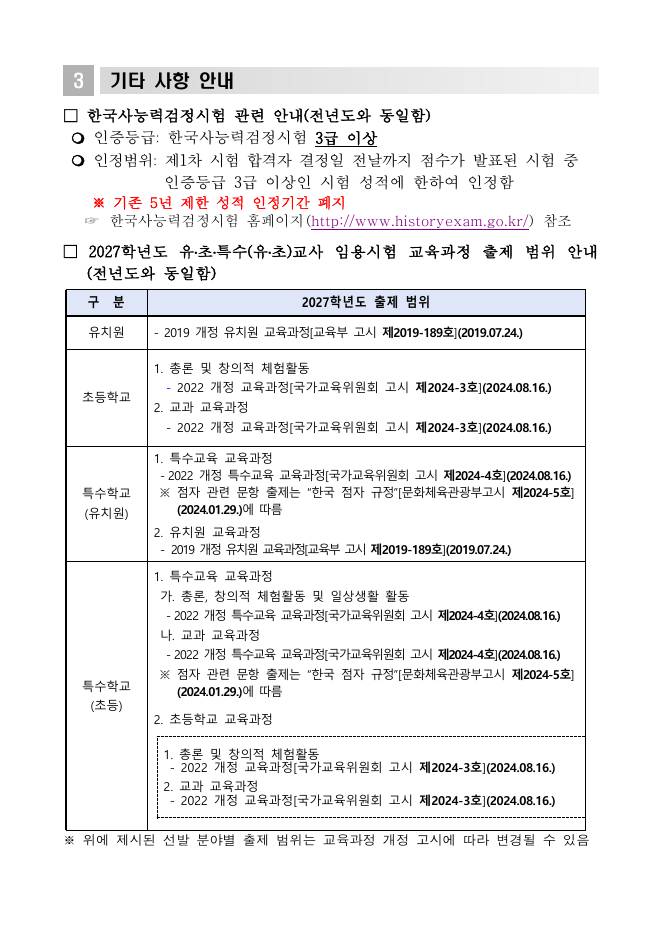 3 기타 사항 안내
□ 한국사능력검정시험 관련 안내(전년도와 동일함)
❍ 인증등급: 한국사능력검정시험 3급 이상
❍ 인정범위: 제1차 시험 합격자 결정일 전날까지 점수가 발표된 시험 중
인증등급 3급 이상인 시험 성적에 한하여 인정함
※ 기존 5년 제한 성적 인정기간 폐지
☞ 한국사능력검정시험 홈페이지(http://www.historyexam.go.kr/) 참조
□ 2027학년도 유·초·특수(유·초)교사 임용시험 교육과정 출제 범위 안내
(전년도와 동일함)
구 분 2027학년도 출제 범위
유치원 - 2019 개정 유치원 교육과정[교육부 고시 제2019-189호](2019.07.24.)
초등학교
1. 총론 및 창의적 체험활동
- 2022 개정 교육과정[국가교육위원회 고시 제2024-3호](2024.08.16.)
2. 교과 교육과정
- 2022 개정 교육과정[국가교육위원회 고시 제2024-3호](2024.08.16.)
특수학교
(유치원)
1. 특수교육 교육과정
- 2022 개정 특수교육 교육과정[국가교육위원회 고시 제2024-4호](2024.08.16.)
※ 점자 관련 문항 출제는 “한국 점자 규정”[문화체육관광부고시 제2024-5호]
(2024.01.29.)에 따름
2. 유치원 교육과정
- 2019 개정 유치원 교육과정[교육부 고시 제2019-189호](2019.07.24.)
특수학교
(초등)
1. 특수교육 교육과정
가. 총론, 창의적 체험활동 및 일상생활 활동
- 2022 개정 특수교육 교육과정[국가교육위원회 고시 제2024-4호](2024.08.16.)
나. 교과 교육과정
- 2022 개정 특수교육 교육과정[국가교육위원회 고시 제2024-4호](2024.08.16.)
※ 점자 관련 문항 출제는 “한국 점자 규정”[문화체육관광부고시 제2024-5호]
(2024.01.29.)에 따름
2. 초등학교 교육과정
1. 총론 및 창의적 체험활동
- 2022 개정 교육과정[국가교육위원회 고시 제2024-3호](2024.08.16.)
2. 교과 교육과정
- 2022 개정 교육과정[국가교육위원회 고시 제2024-3호](2024.08.16.)
※ 위에 제시된 선발 분야별 출제 범위는 교육과정 개정 고시에 따라 변경될 수 있음